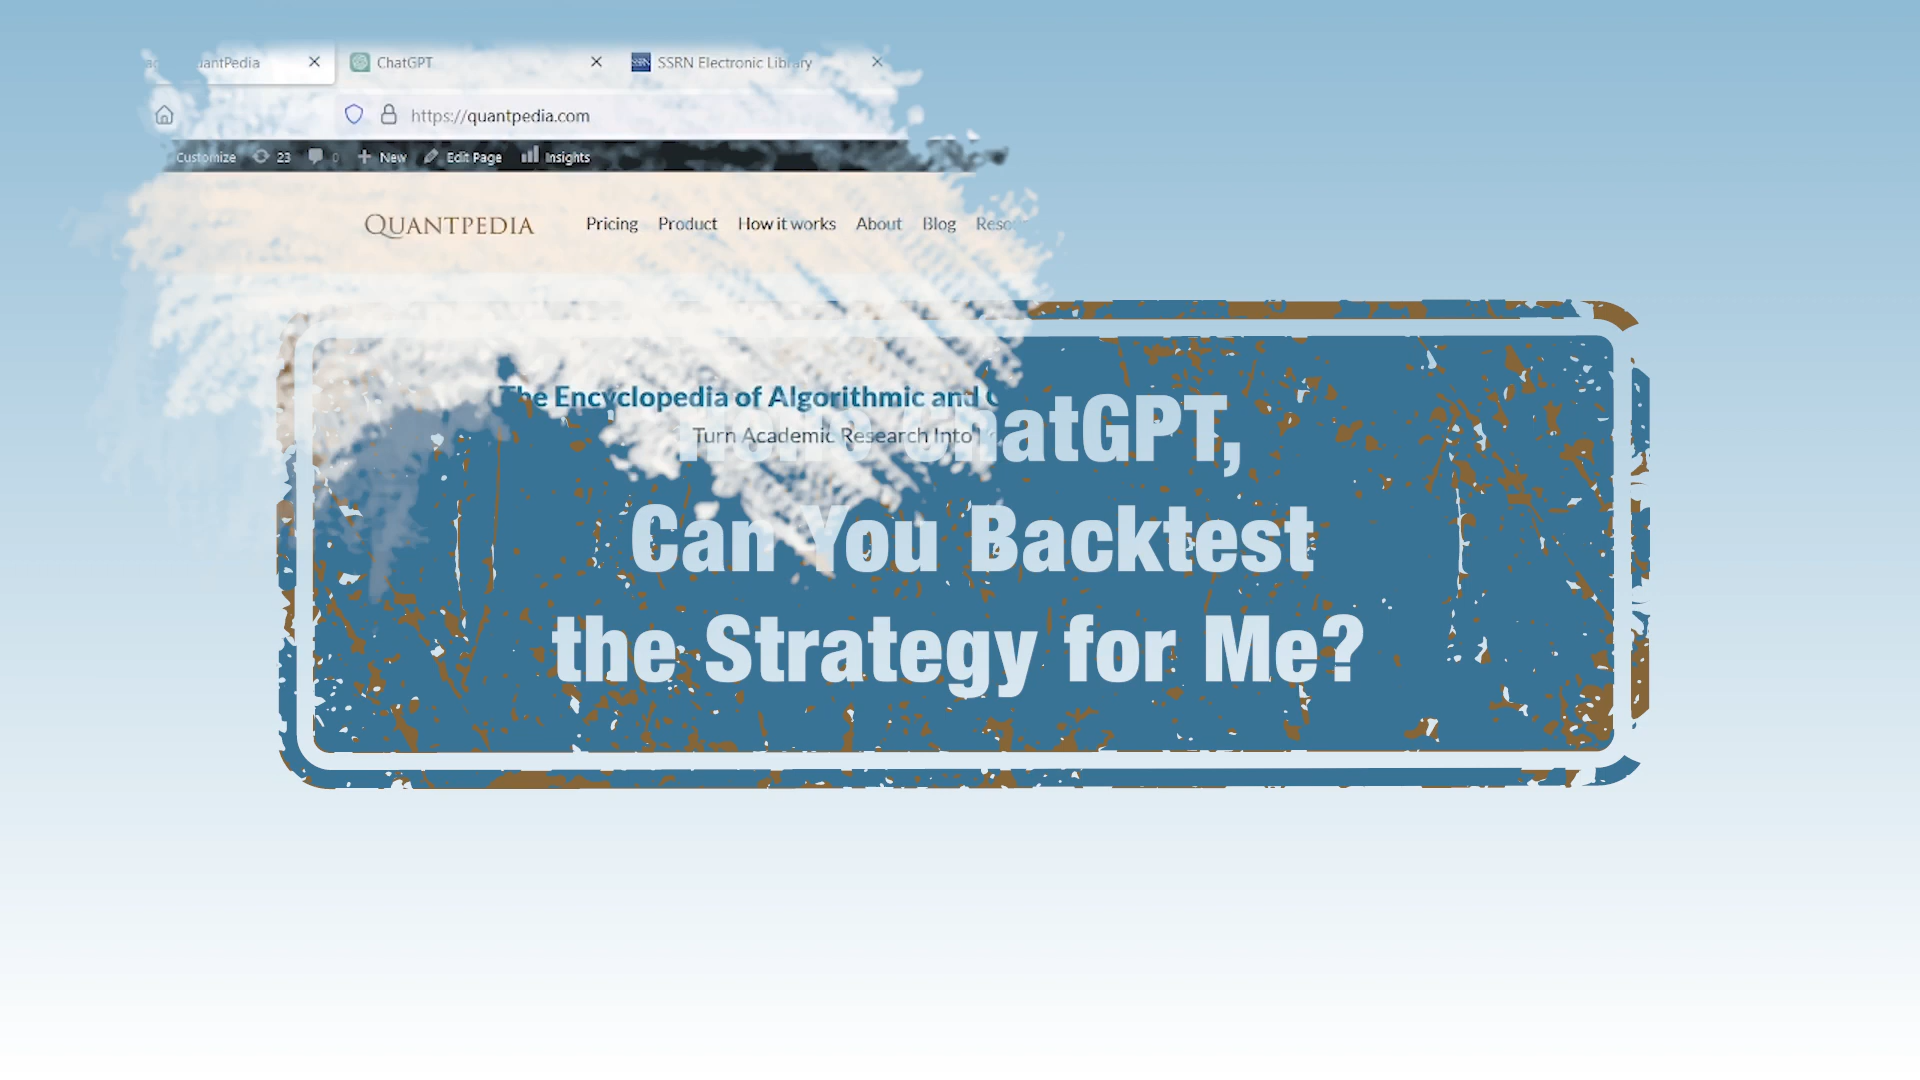 antPedia
ChatGPT
SSRN Electronic Library
https://quantpedia.com
Customize 23 0 New Edit Page Insights
QUANTPEDIA Pricing Product How it works About Blog
The Encyclopedia of Algorithmic and
Turn Academic Research Into
ChatGPT,
Can You Backtest
the Strategy for Me?